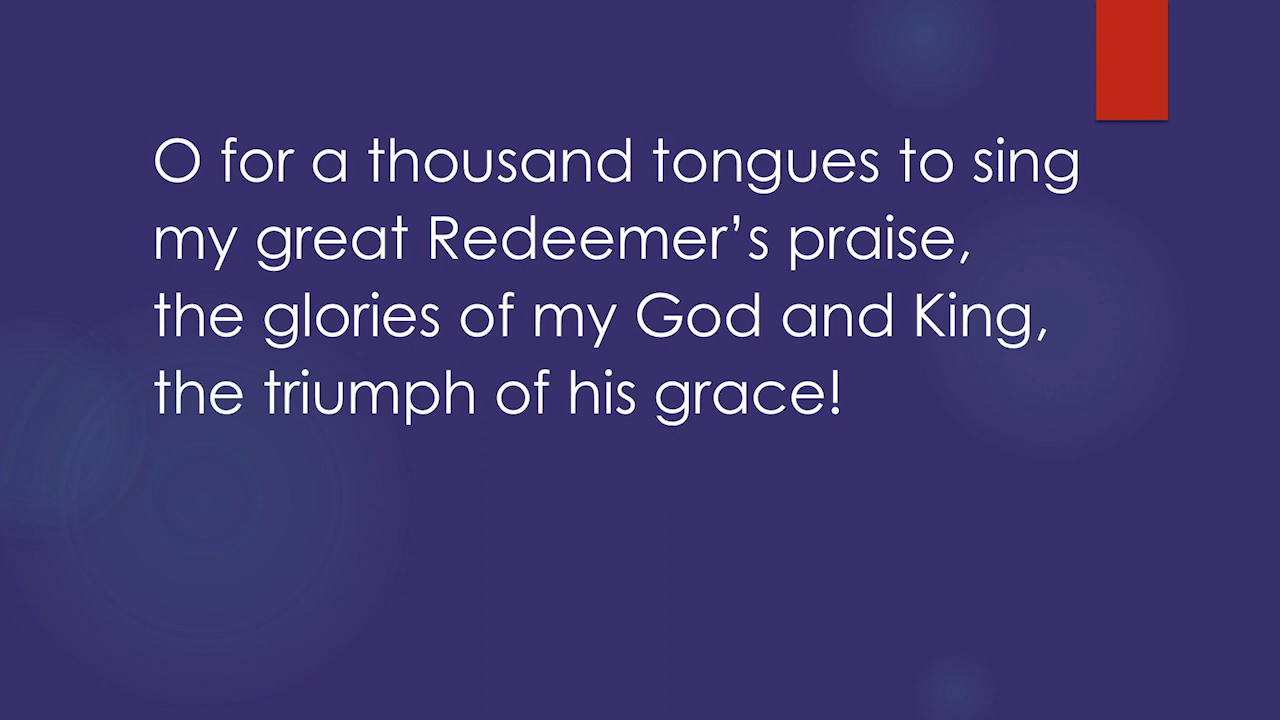 O for a thousand tongues to sing
my great Redeemer’s praise,
the glories of my God and King,
the triumph of his grace!